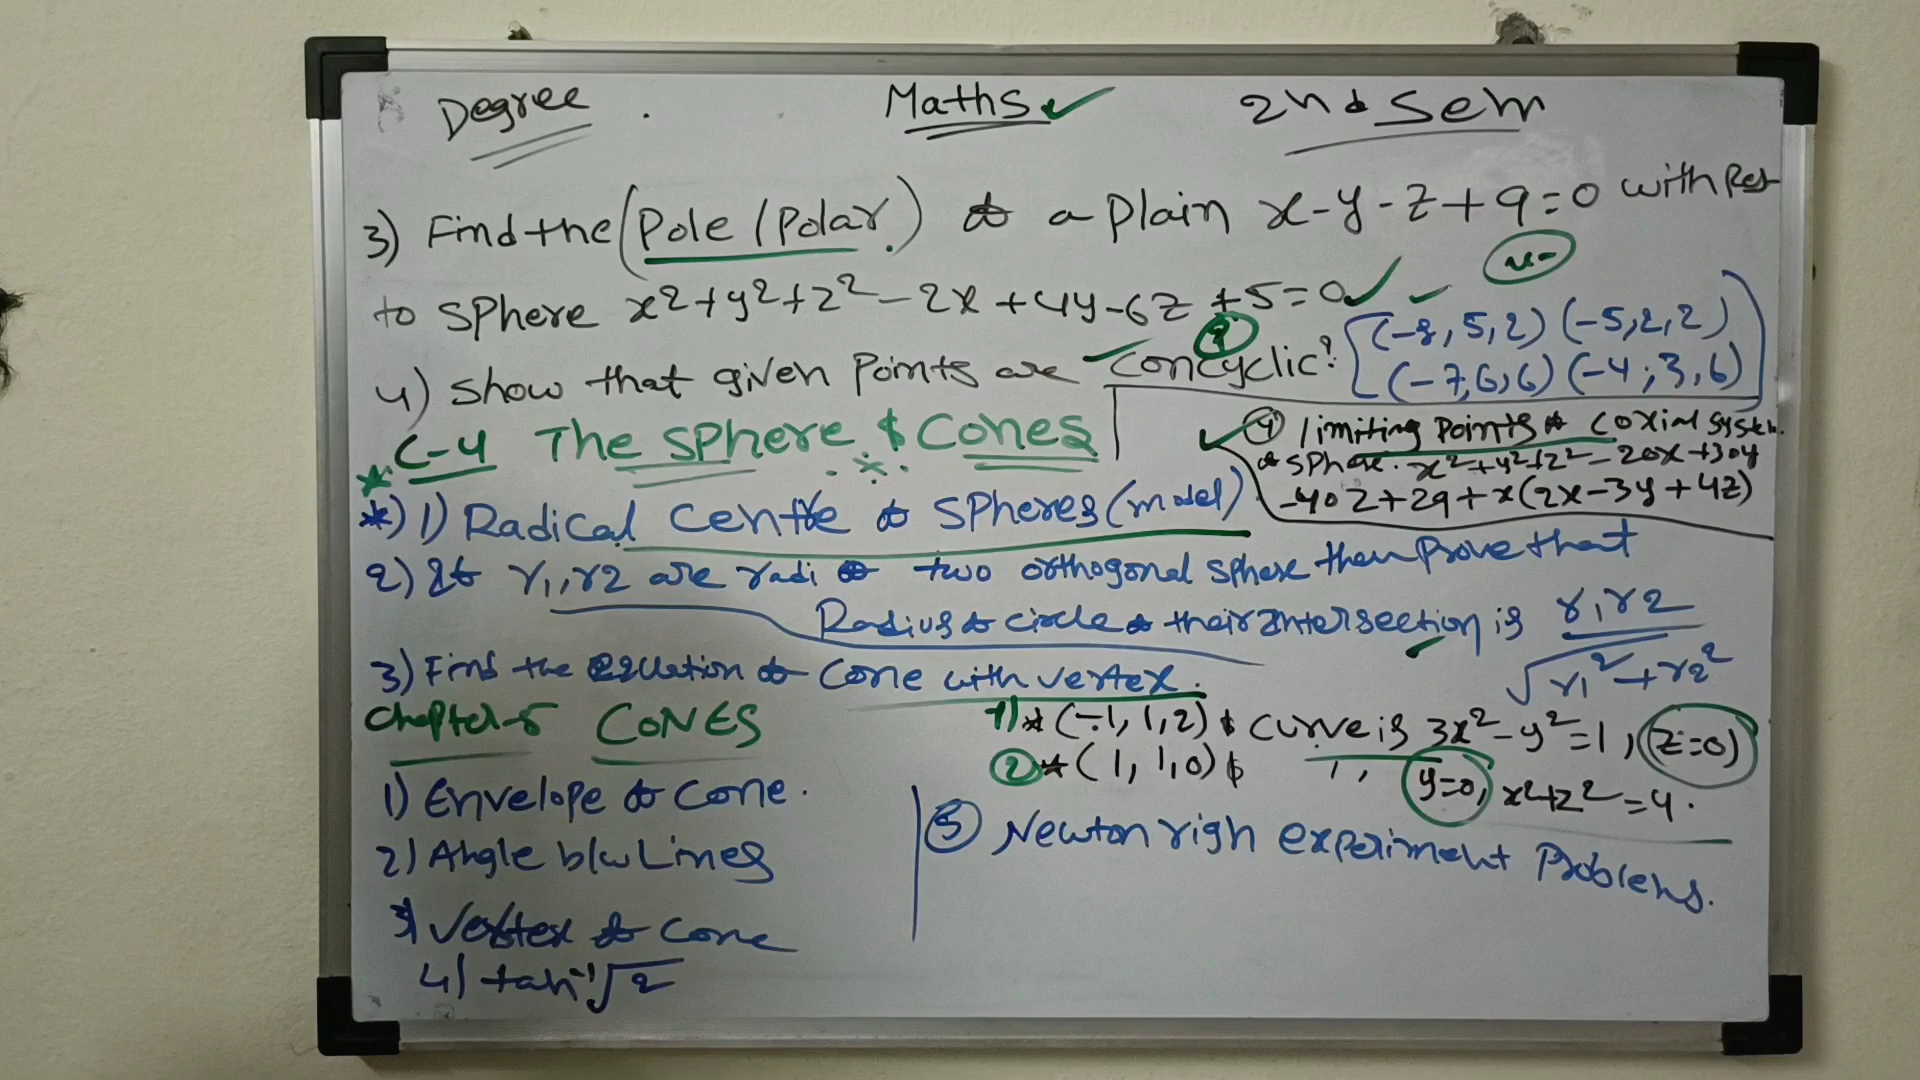 Degree . Maths ✓ 2nd Sem
3) Find the (Pole / Polar.) of a Plain x-y-z+9=0 with Res
to Sphere x²+y²+z²-2x+4y-6z+5=0 ✓ ✓
4) Show that given Points are Concyclic? [(-8, 5, 2) (-5, 2, 2)
(-7, 6, 6) (-4, 3, 6)]
* C-4 The Sphere & Cones
✓ (4) limiting Points of Coxial System.
of Sphere. x²+y²+z²-20x+30y
-40z+29+x(2x-3y+4z)
*) 1) Radical Centre of Spheres (model)
2) If r1, r2 are radi of two orthogonal Sphere then Prove that
Radius of circle of their intersection is r1 r2 / √r1²+r2²
3) Find the equation of Cone with vertex.
1)* (-1, 1, 2) & Curve is 3x²-y²=1, (z=0)
(2)* (1, 1, 0) & , , y=0, x²+z²=4.
Chapter-5 CONES
1) Envelope of Cone.
2) Angle b/w Lines
3) Vertex of Cone
4) tan⁻¹√2
(5) Newton righ experiment Problems.